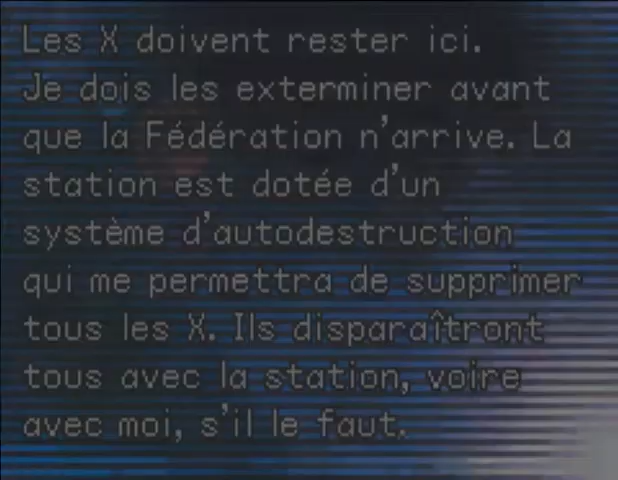 Les X doivent rester ici.
Je dois les exterminer avant
que la Fédération n'arrive. La
station est dotée d'un
système d'autodestruction
qui me permettra de supprimer
tous les X. Ils disparaîtront
tous avec la station, voire
avec moi, s'il le faut.